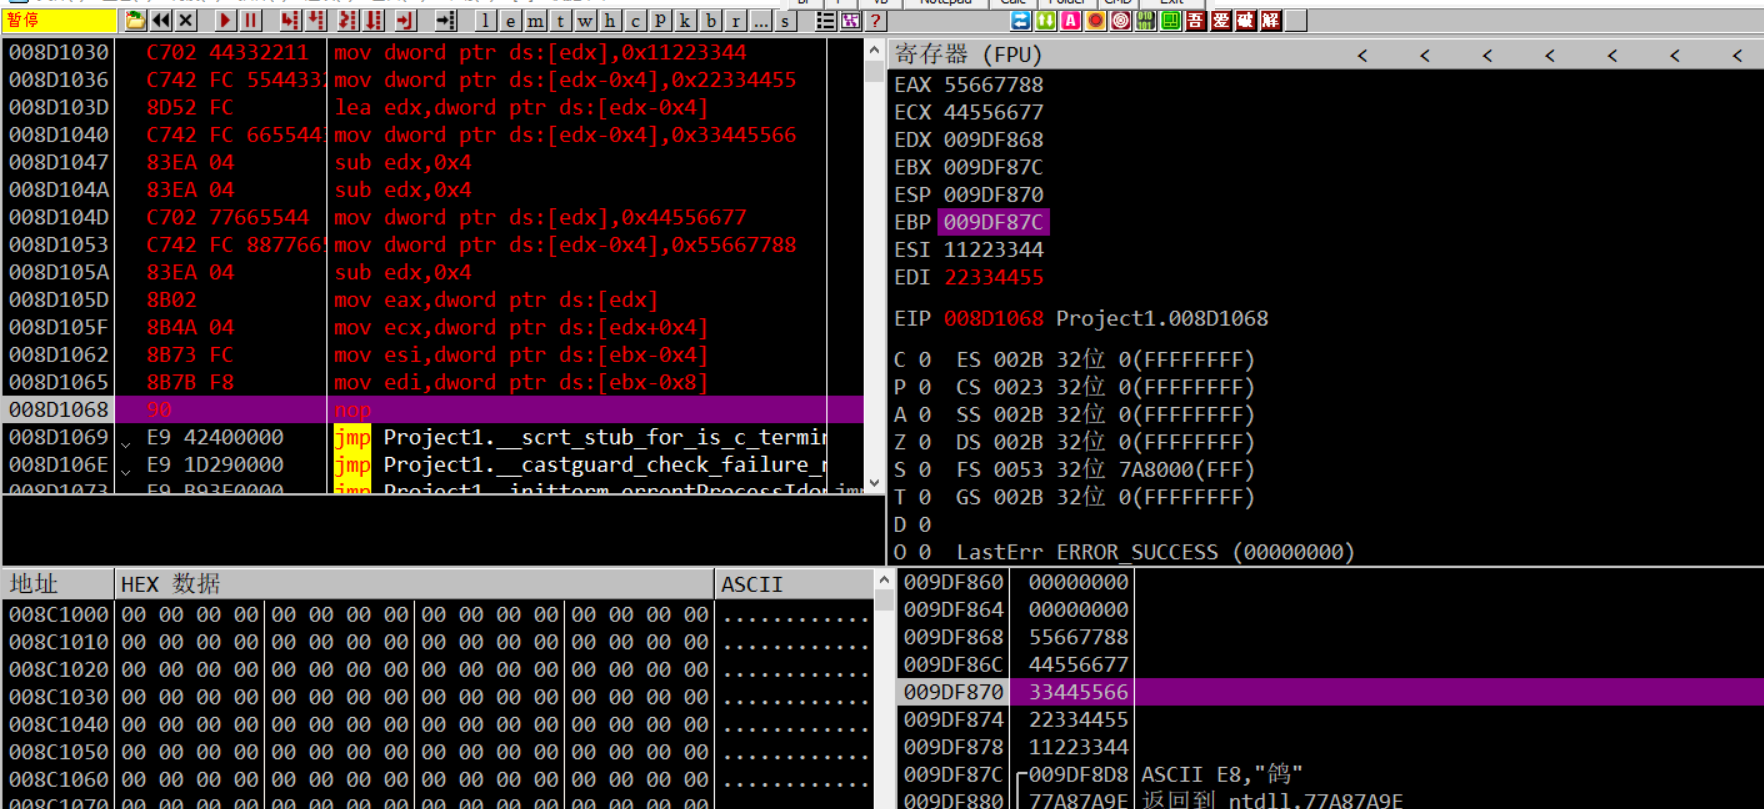 BP P VB Notepad Calc Folder CMD Exit
暂停 l e m t w h c P k b r ... s ? A 010 101 吾 爱 破 解
008D1030 C702 44332211 mov dword ptr ds:[edx],0x11223344
008D1036 C742 FC 5544332 mov dword ptr ds:[edx-0x4],0x22334455
008D103D 8D52 FC lea edx,dword ptr ds:[edx-0x4]
008D1040 C742 FC 6655443 mov dword ptr ds:[edx-0x4],0x33445566
008D1047 83EA 04 sub edx,0x4
008D104A 83EA 04 sub edx,0x4
008D104D C702 77665544 mov dword ptr ds:[edx],0x44556677
008D1053 C742 FC 8877665 mov dword ptr ds:[edx-0x4],0x55667788
008D105A 83EA 04 sub edx,0x4
008D105D 8B02 mov eax,dword ptr ds:[edx]
008D105F 8B4A 04 mov ecx,dword ptr ds:[edx+0x4]
008D1062 8B73 FC mov esi,dword ptr ds:[ebx-0x4]
008D1065 8B7B F8 mov edi,dword ptr ds:[ebx-0x8]
008D1068 90 nop
008D1069 E9 42400000 jmp Project1.__scrt_stub_for_is_c_termin
008D106E E9 1D290000 jmp Project1.__castguard_check_failure_
008D1073 E9 B93F0000 jmp Project1._initterm_e
寄存器 (FPU) < < < < < < <
EAX 55667788
ECX 44556677
EDX 009DF868
EBX 009DF87C
ESP 009DF870
EBP 009DF87C
ESI 11223344
EDI 22334455
EIP 008D1068 Project1.008D1068
C 0 ES 002B 32位 0(FFFFFFFF)
P 0 CS 0023 32位 0(FFFFFFFF)
A 0 SS 002B 32位 0(FFFFFFFF)
Z 0 DS 002B 32位 0(FFFFFFFF)
S 0 FS 0053 32位 7A8000(FFF)
T 0 GS 002B 32位 0(FFFFFFFF)
D 0
O 0 LastErr ERROR_SUCCESS (00000000)
地址 HEX 数据 ASCII
008C1000 00 00 00 00 00 00 00 00 00 00 00 00 00 00 00 00 ............
008C1010 00 00 00 00 00 00 00 00 00 00 00 00 00 00 00 00 ............
008C1020 00 00 00 00 00 00 00 00 00 00 00 00 00 00 00 00 ............
008C1030 00 00 00 00 00 00 00 00 00 00 00 00 00 00 00 00 ............
008C1040 00 00 00 00 00 00 00 00 00 00 00 00 00 00 00 00 ............
008C1050 00 00 00 00 00 00 00 00 00 00 00 00 00 00 00 00 ............
008C1060 00 00 00 00 00 00 00 00 00 00 00 00 00 00 00 00 ............
008C1070 00 00 00 00 00 00 00 00 00 00 00 00 00 00 00 00
009DF860 00000000
009DF864 00000000
009DF868 55667788
009DF86C 44556677
009DF870 33445566
009DF874 22334455
009DF878 11223344
009DF87C 009DF8D8 ASCII E8,"鸽"
009DF880 77A87A9E 返回到 ntdll.77A87A9E